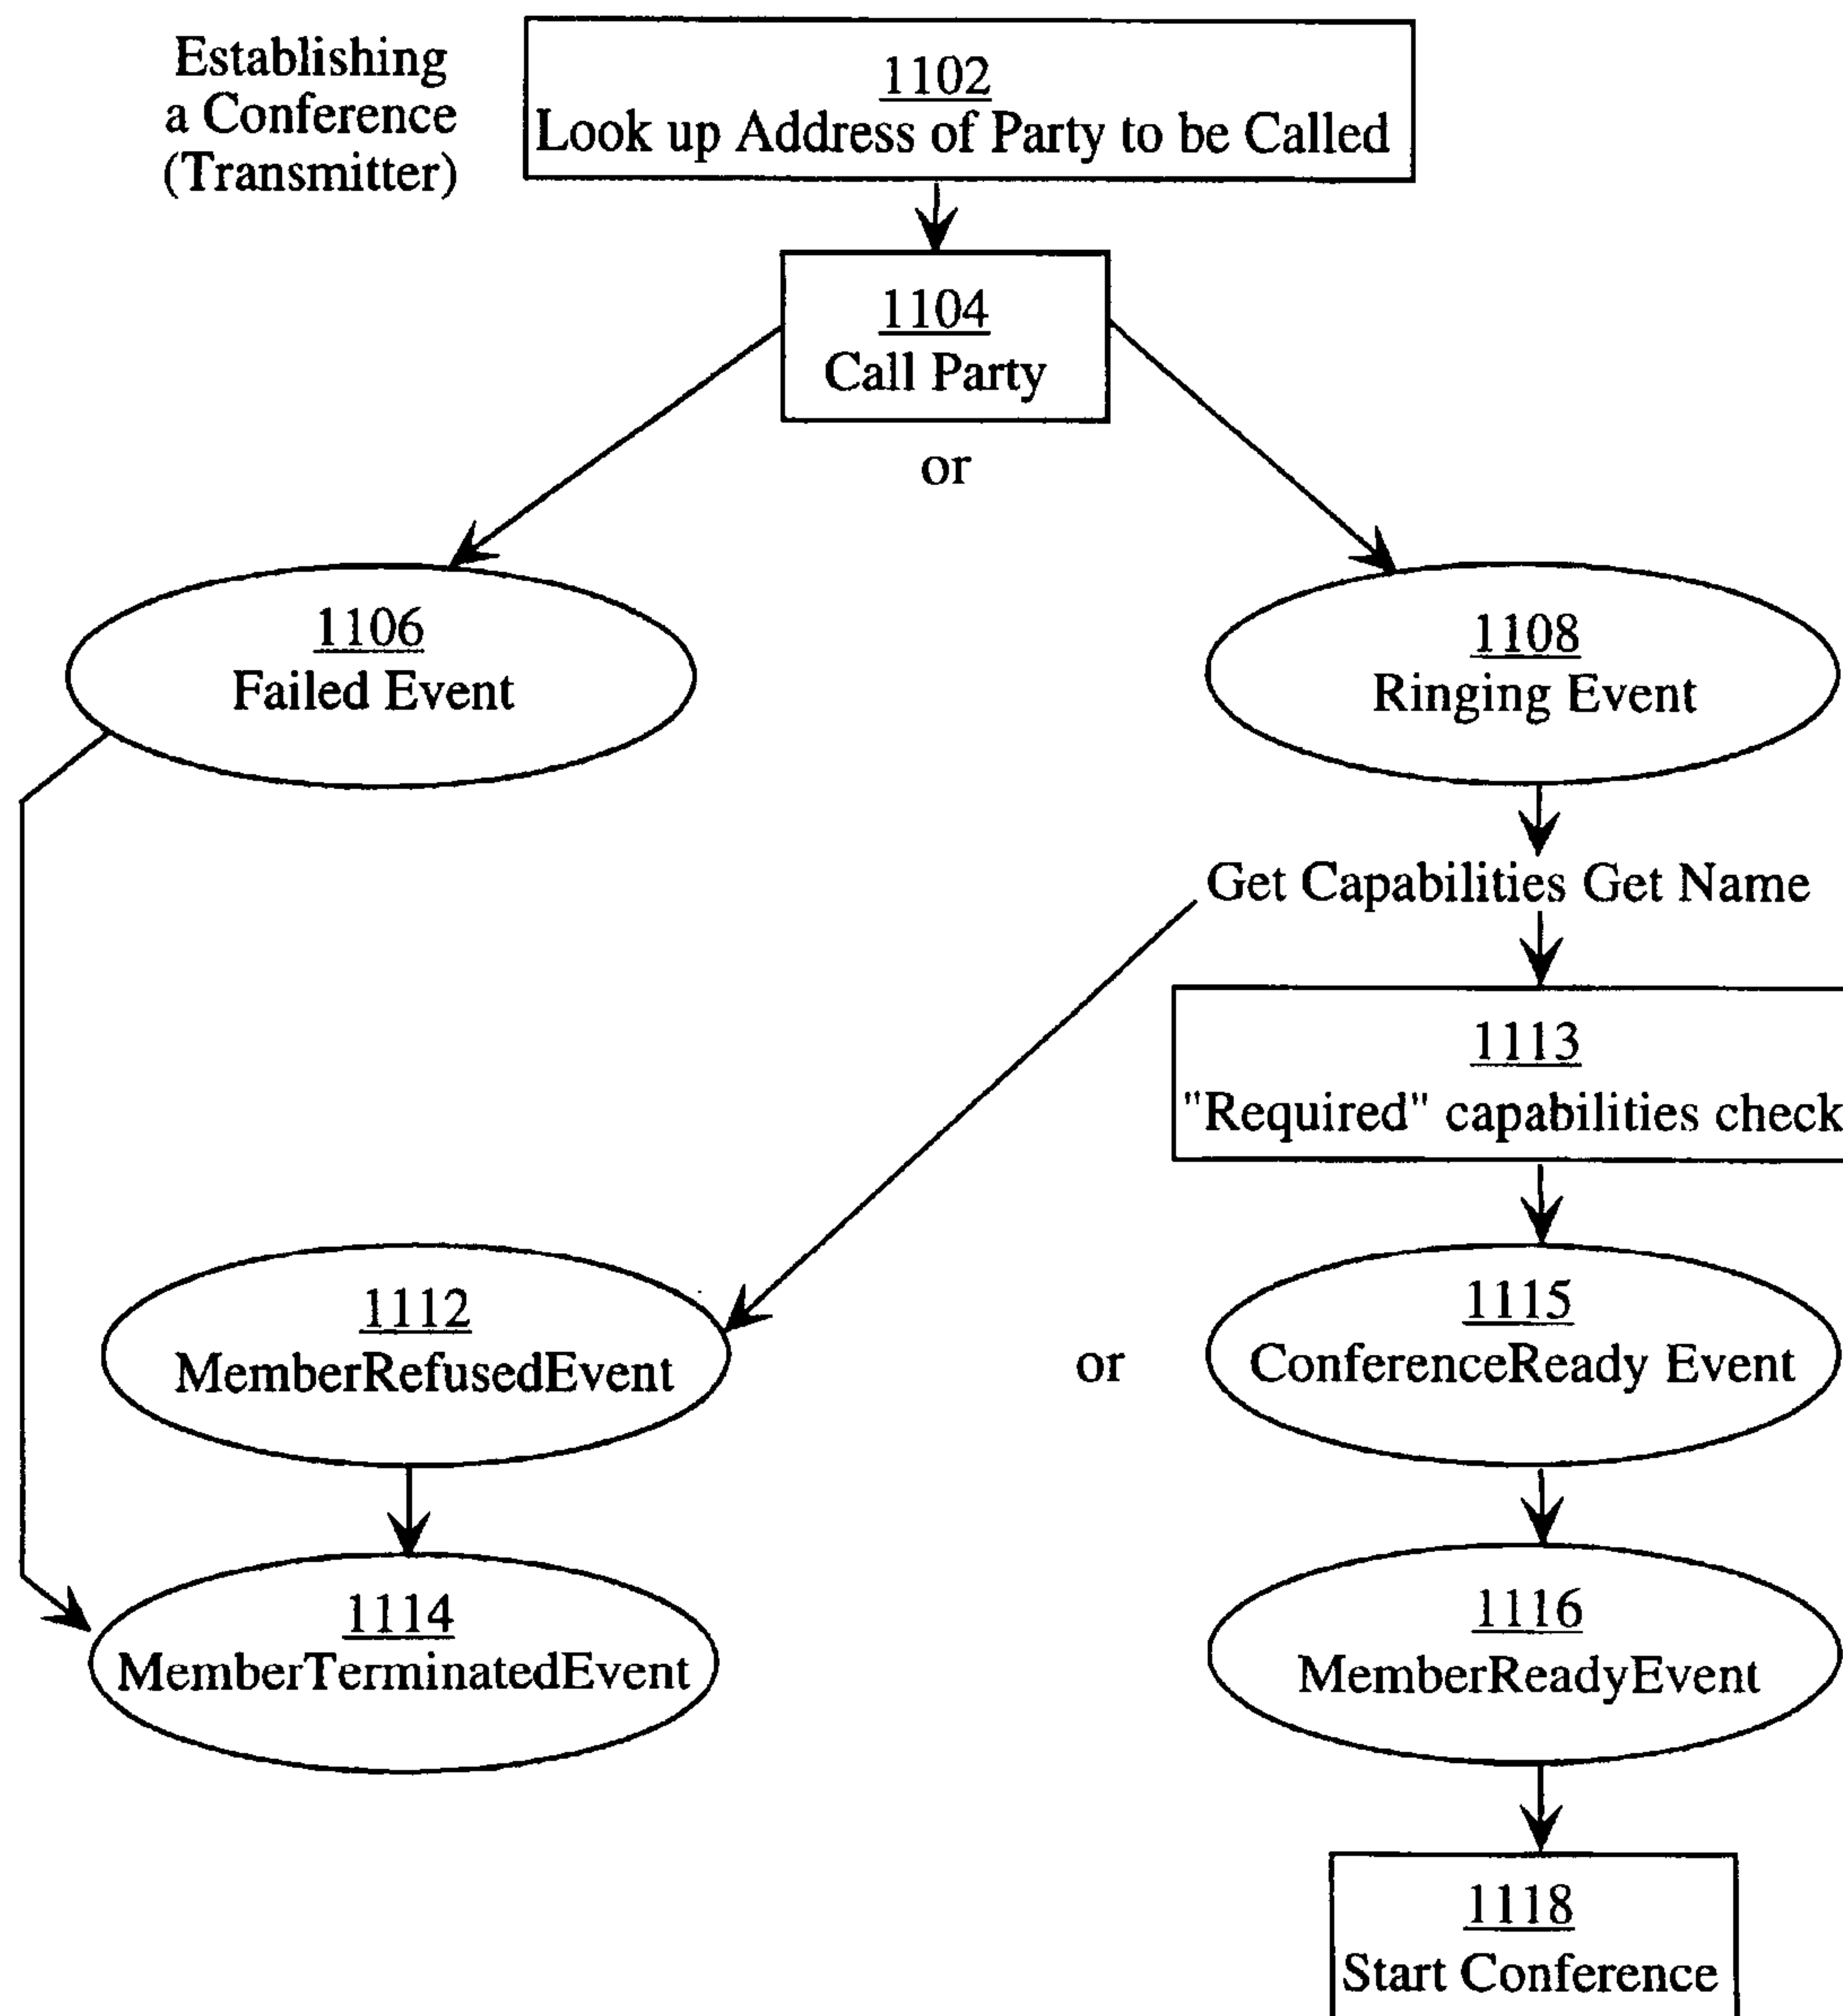 Establishing
a Conference
(Transmitter)
1102
Look up Address of Party to be Called
1104
Call Party
or
1106
Failed Event
1108
Ringing Event
Get Capabilities Get Name
1113
"Required" capabilities check
1112
MemberRefusedEvent
or
1115
ConferenceReady Event
1114
MemberTerminatedEvent
1116
MemberReadyEvent
1118
Start Conference